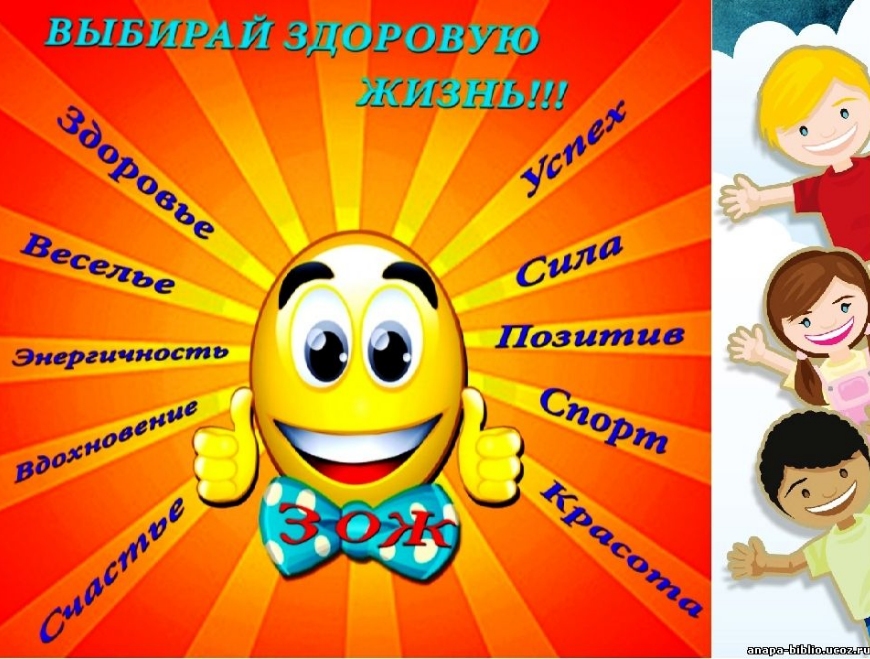 ВЫБИРАЙ ЗДОРОВУЮ
ЖИЗНЬ!!!
Здоровье
Веселье
Энергичность
Вдохновение
Счастье
Успех
Сила
Позитив
Спорт
Красота
ЗОЖ
anapa-biblio.ucoz.ru